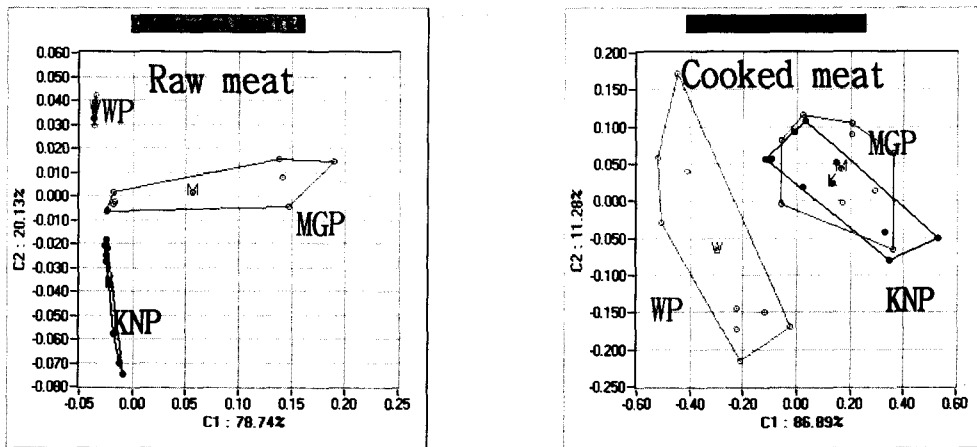 Raw meat
0.060
0.050
0.040
0.030
0.020
0.010
0.000
-0.010
-0.020
-0.030
-0.040
-0.050
-0.060
-0.070
-0.080
C2 : 20.13%
WP
M
MGP
KNP
-0.05 0.00 0.05 0.10 0.15 0.20 0.25
C1 : 78.74%
Cooked meat
0.200
0.150
0.100
0.050
0.000
-0.050
-0.100
-0.150
-0.200
-0.250
C2 : 11.28%
MGP
M
K
W
WP
KNP
-0.60 -0.40 -0.20 0.00 0.20 0.40 0.60
C1 : 86.89%